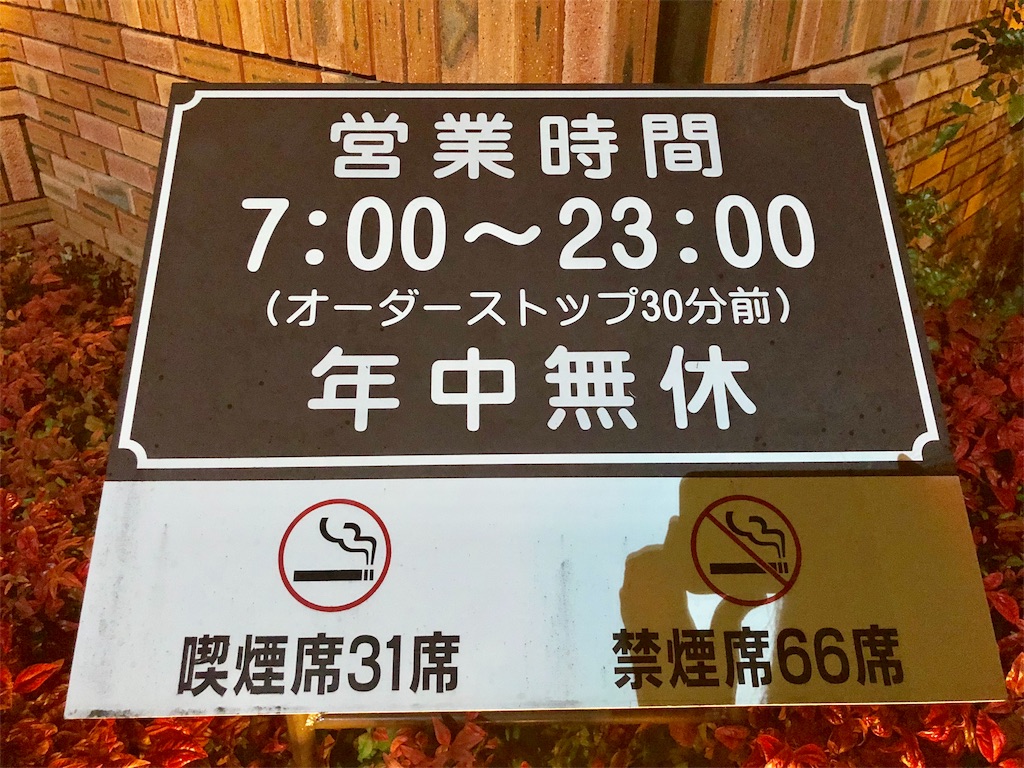 営業時間
7:00～23:00
(オーダーストップ30分前)
年中無休
喫煙席31席
禁煙席66席